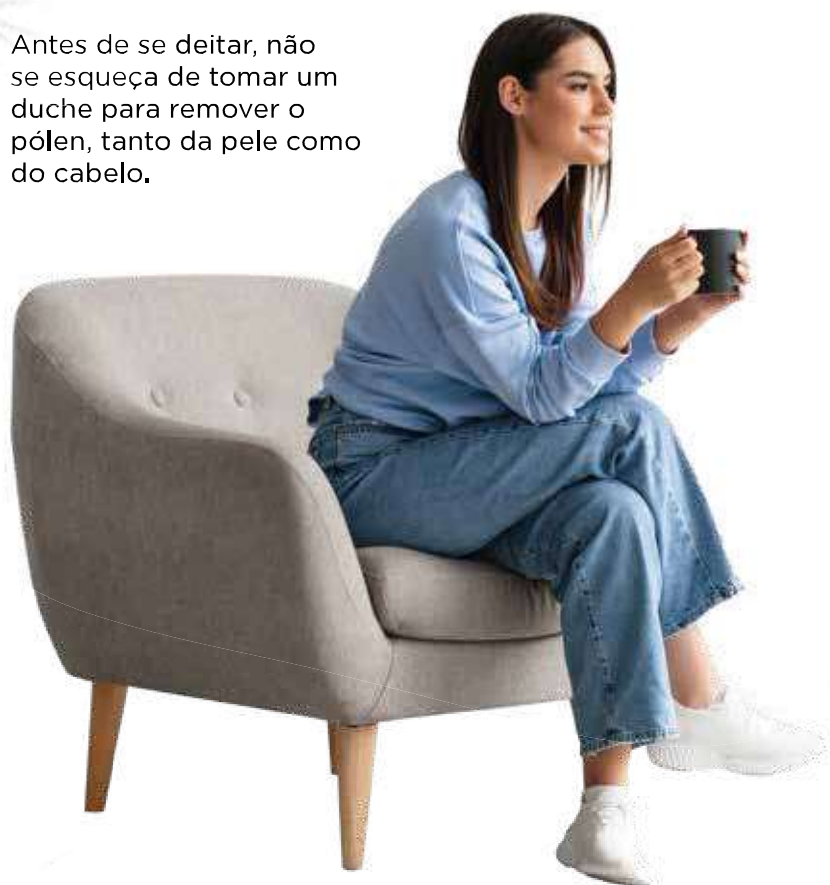 Antes de se deitar, não
se esqueça de tomar um
duche para remover o
pólen, tanto da pele como
do cabelo.